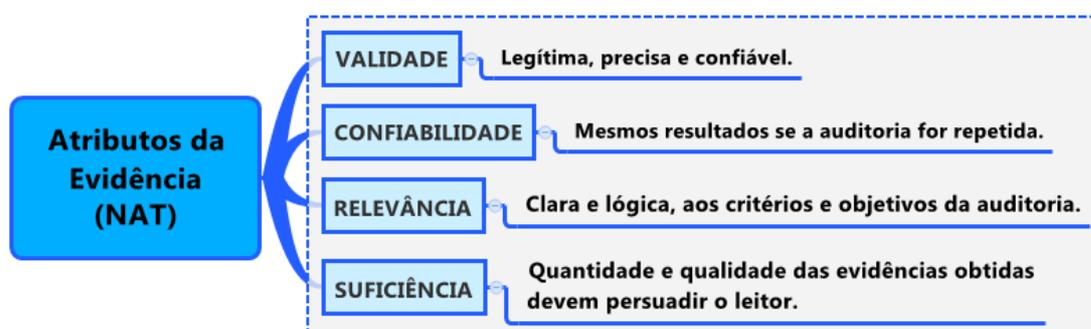 Atributos da
Evidência
(NAT)
VALIDADE
Legítima, precisa e confiável.
CONFIABILIDADE
Mesmos resultados se a auditoria for repetida.
RELEVÂNCIA
Clara e lógica, aos critérios e objetivos da auditoria.
SUFICIÊNCIA
Quantidade e qualidade das evidências obtidas
devem persuadir o leitor.